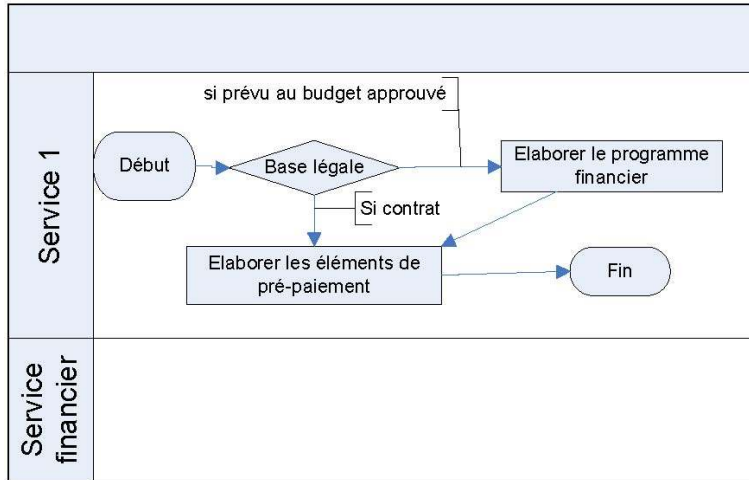 Service 1
si prévu au budget approuvé
Début
Base légale
Elaborer le programme
financier
Si contrat
Elaborer les éléments de
pré-paiement
Fin
Service
financier